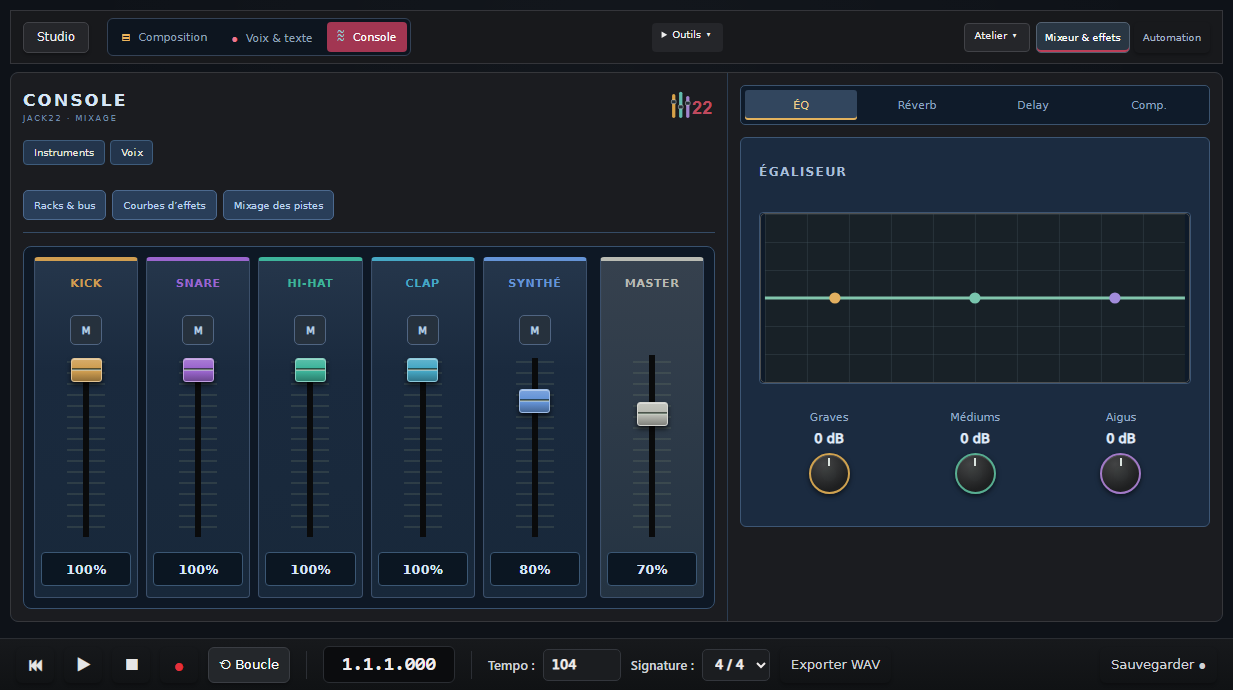 Studio
Composition
Voix & texte
Console
Outils
Atelier
Mixeur & effets
Automation
CONSOLE
JACK22 · MIXAGE
22
Instruments
Voix
Racks & bus
Courbes d'effets
Mixage des pistes
KICK
SNARE
HI-HAT
CLAP
SYNTHÉ
MASTER
M
M
M
M
M
100%
100%
100%
100%
80%
70%
ÉQ
Réverb
Delay
Comp.
ÉGALISEUR
Graves
Médiums
Aigus
0 dB
0 dB
0 dB
Boucle
1.1.1.000
Tempo :
104
Signature :
4 / 4
Exporter WAV
Sauvegarder